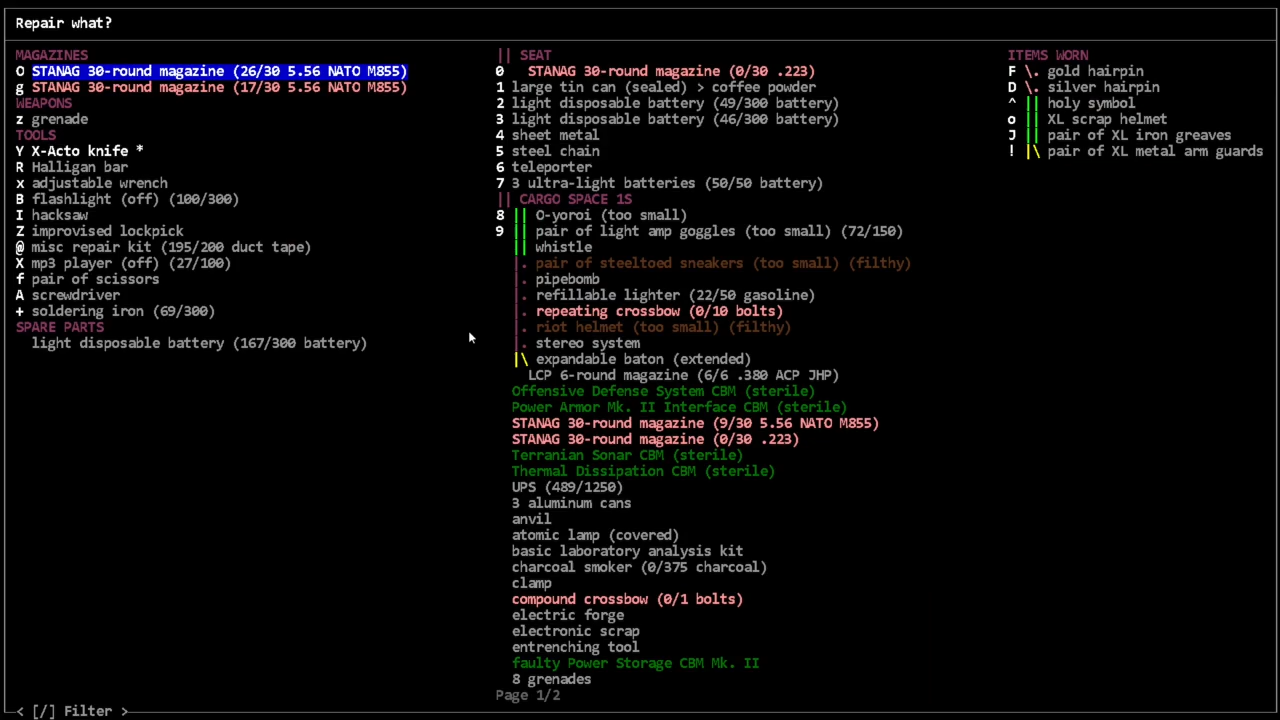 Repair what?
MAGAZINES
O STANAG 30-round magazine (26/30 5.56 NATO M855)
g STANAG 30-round magazine (17/30 5.56 NATO M855)
WEAPONS
z grenade
TOOLS
Y X-Acto knife *
R Halligan bar
x adjustable wrench
B flashlight (off) (100/300)
I hacksaw
Z improvised lockpick
@ misc repair kit (195/200 duct tape)
X mp3 player (off) (27/100)
f pair of scissors
A screwdriver
+ soldering iron (69/300)
SPARE PARTS
light disposable battery (167/300 battery)
|| SEAT
0 STANAG 30-round magazine (0/30 .223)
1 large tin can (sealed) > coffee powder
2 light disposable battery (49/300 battery)
3 light disposable battery (46/300 battery)
4 sheet metal
5 steel chain
6 teleporter
7 3 ultra-light batteries (50/50 battery)
|| CARGO SPACE 1S
8 || O-yoroi (too small)
9 || pair of light amp goggles (too small) (72/150)
|| whistle
|. pair of steeltoed sneakers (too small) (filthy)
|. pipebomb
|. refillable lighter (22/50 gasoline)
|. repeating crossbow (0/10 bolts)
|. riot helmet (too small) (filthy)
|. stereo system
|\ expandable baton (extended)
LCP 6-round magazine (6/6 .380 ACP JHP)
Offensive Defense System CBM (sterile)
Power Armor Mk. II Interface CBM (sterile)
STANAG 30-round magazine (9/30 5.56 NATO M855)
STANAG 30-round magazine (0/30 .223)
Terranian Sonar CBM (sterile)
Thermal Dissipation CBM (sterile)
UPS (489/1250)
3 aluminum cans
anvil
atomic lamp (covered)
basic laboratory analysis kit
charcoal smoker (0/375 charcoal)
clamp
compound crossbow (0/1 bolts)
electric forge
electronic scrap
entrenching tool
faulty Power Storage CBM Mk. II
8 grenades
Page 1/2
ITEMS WORN
F \. gold hairpin
D \. silver hairpin
^ || holy symbol
o || XL scrap helmet
J || pair of XL iron greaves
! |\ pair of XL metal arm guards
< [/] Filter >